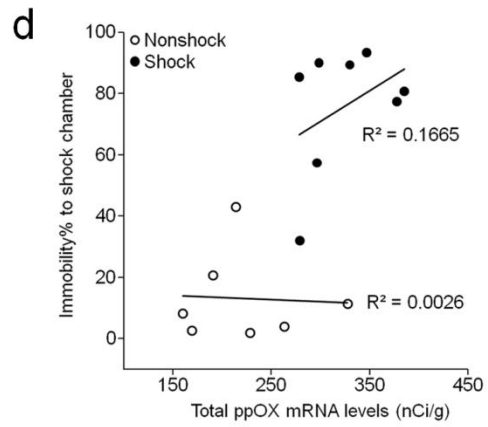 d
Nonshock
Shock
Immobility% to shock chamber
100
80
60
40
20
0
R² = 0.1665
R² = 0.0026
150
250
350
450
Total ppOX mRNA levels (nCi/g)